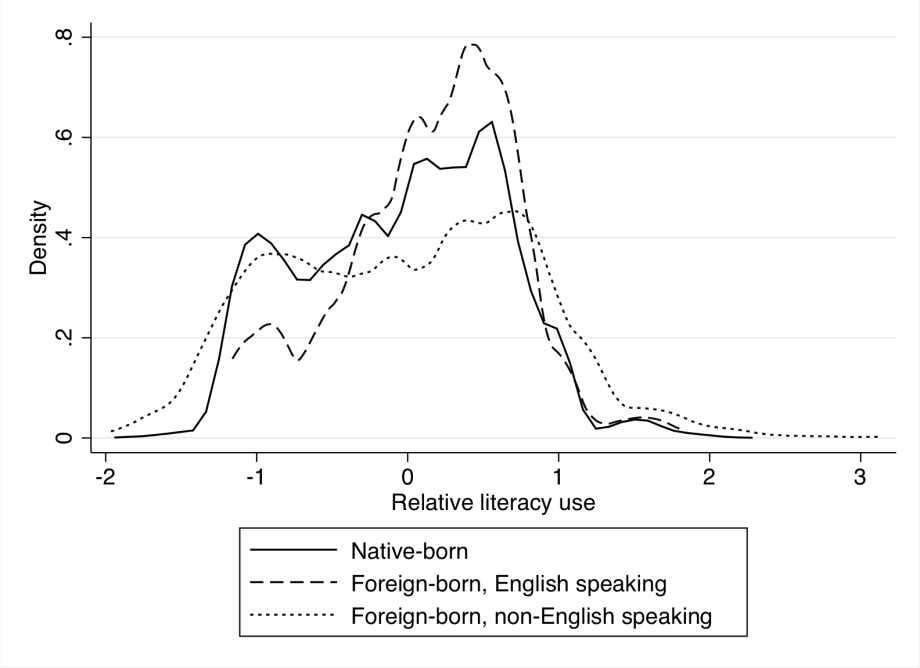 .8
.6
.4
.2
0
Density
-2 -1 0 1 2 3
Relative literacy use
Native-born
Foreign-born, English speaking
Foreign-born, non-English speaking